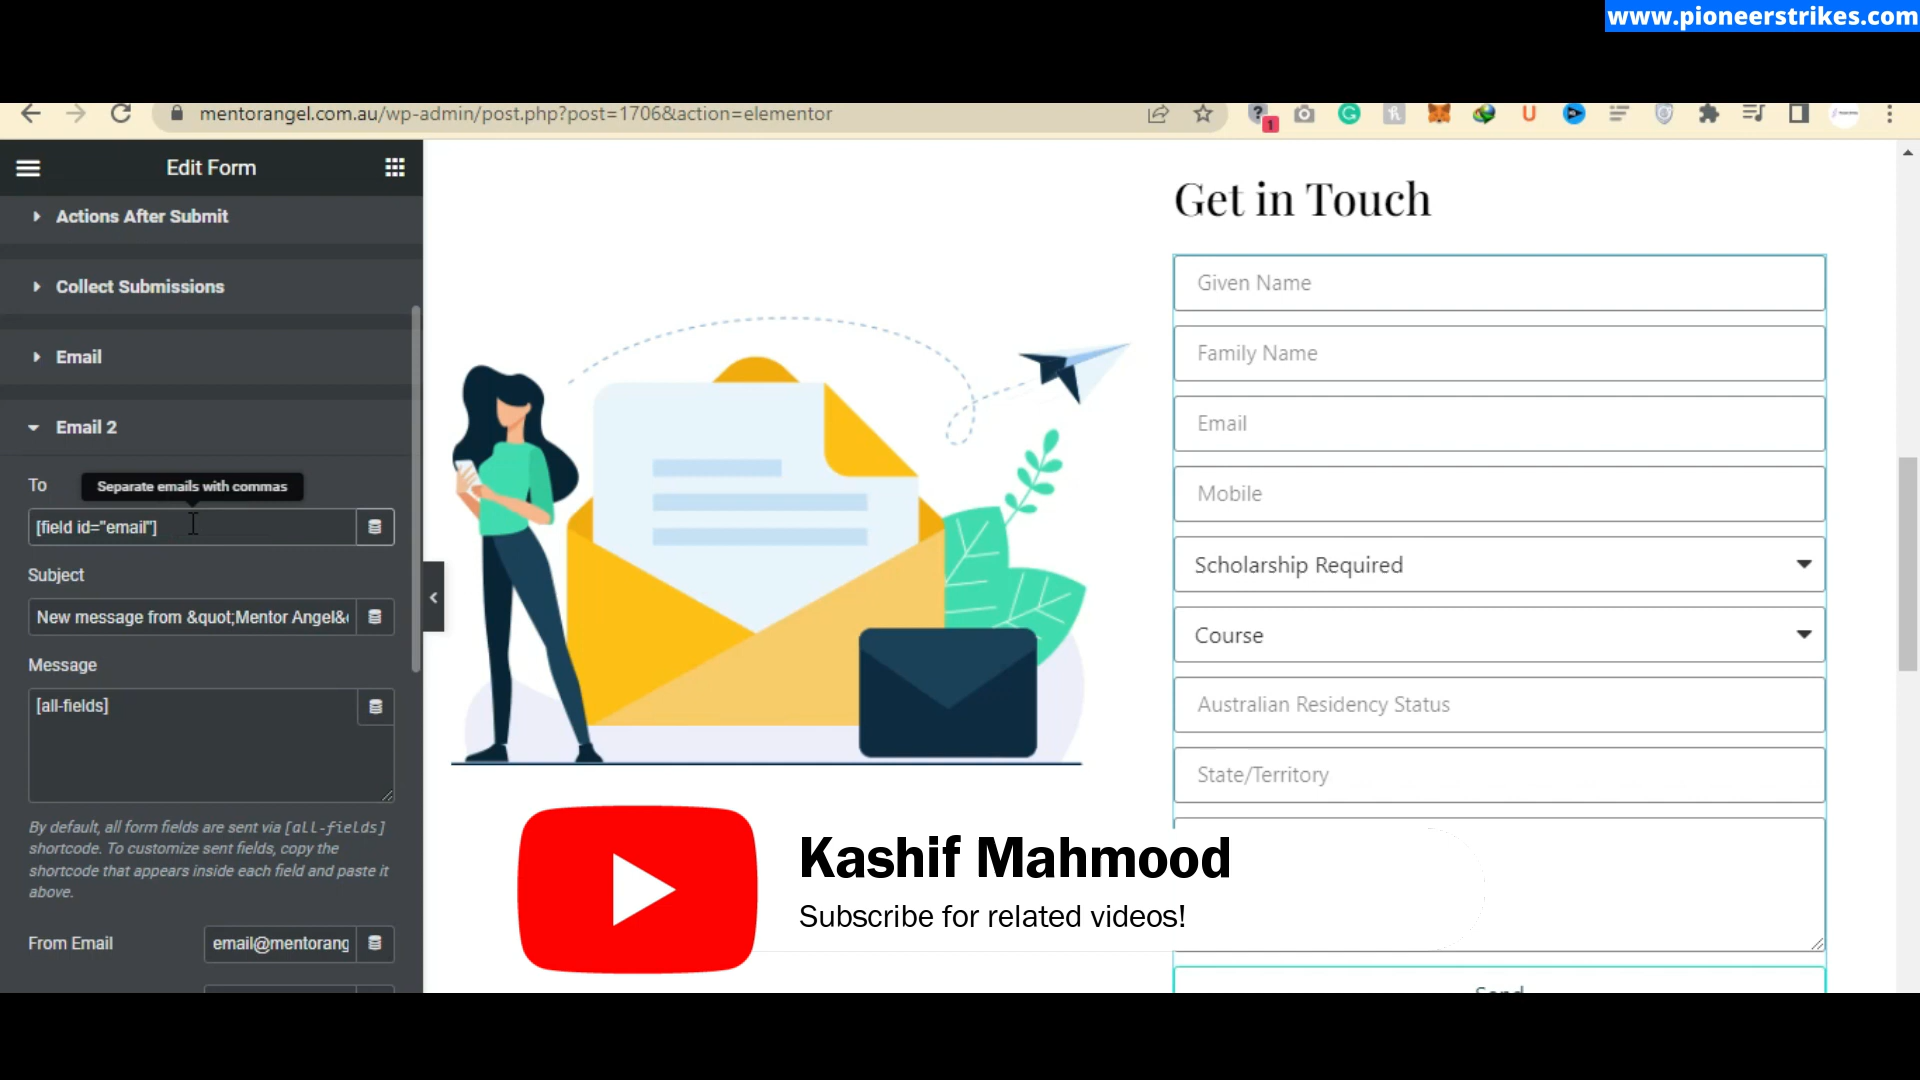 www.pioneerstrikes.com
mentorangel.com.au/wp-admin/post.php?post=1706&action=elementor
1
Edit Form
Actions After Submit
Collect Submissions
Email
Email 2
To
Separate emails with commas
[field id="email"]
Subject
New message from &quot;Mentor Angel&
Message
[all-fields]
By default, all form fields are sent via [all-fields]
shortcode. To customize sent fields, copy the
shortcode that appears inside each field and paste it
above.
From Email
email@mentorang
Get in Touch
Given Name
Family Name
Email
Mobile
Scholarship Required
Course
Australian Residency Status
State/Territory
Kashif Mahmood
Subscribe for related videos!